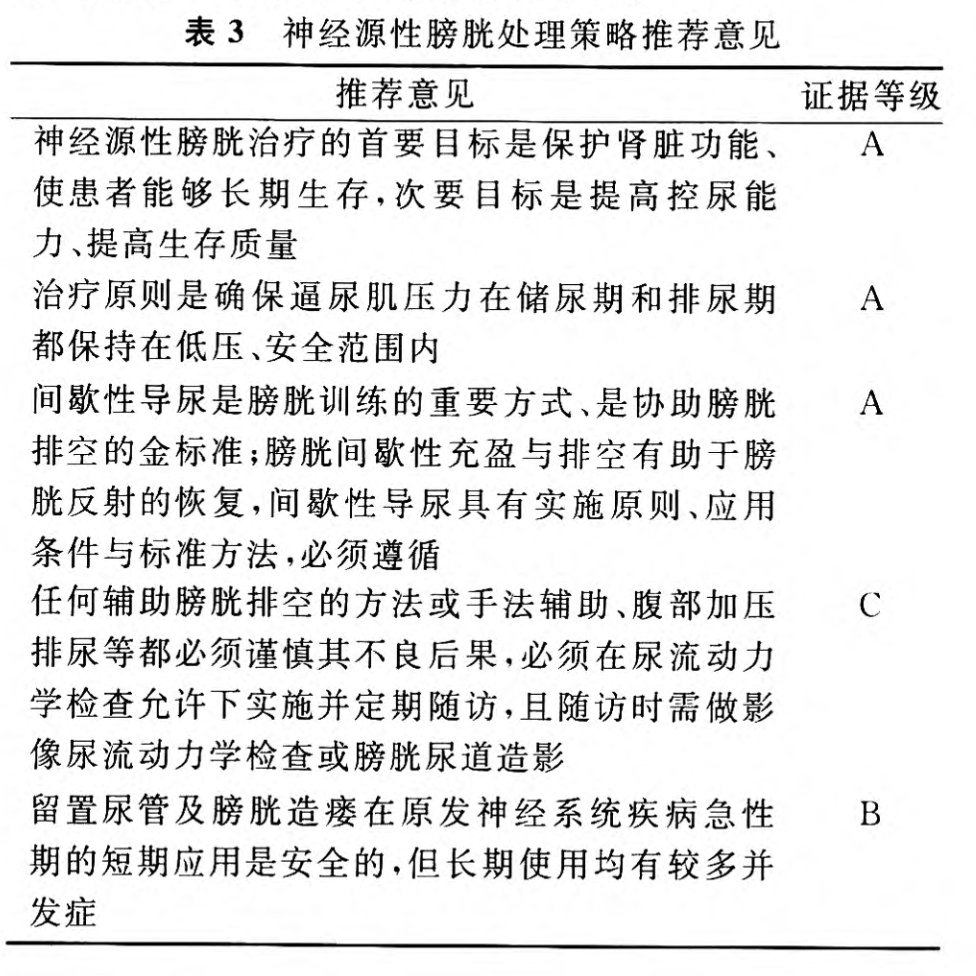 表 3 神经源性膀胱处理策略推荐意见
推荐意见 证据等级
神经源性膀胱治疗的首要目标是保护肾脏功能、 A
使患者能够长期生存,次要目标是提高控尿能
力、提高生存质量
治疗原则是确保逼尿肌压力在储尿期和排尿期 A
都保持在低压、安全范围内
间歇性导尿是膀胱训练的重要方式、是协助膀胱 A
排空的金标准;膀胱间歇性充盈与排空有助于膀
胱反射的恢复,间歇性导尿具有实施原则、应用
条件与标准方法,必须遵循
任何辅助膀胱排空的方法或手法辅助、腹部加压 C
排尿等都必须谨慎其不良后果,必须在尿流动力
学检查允许下实施并定期随访,且随访时需做影
像尿流动力学检查或膀胱尿道造影
留置尿管及膀胱造瘘在原发神经系统疾病急性 B
期的短期应用是安全的,但长期使用均有较多并
发症